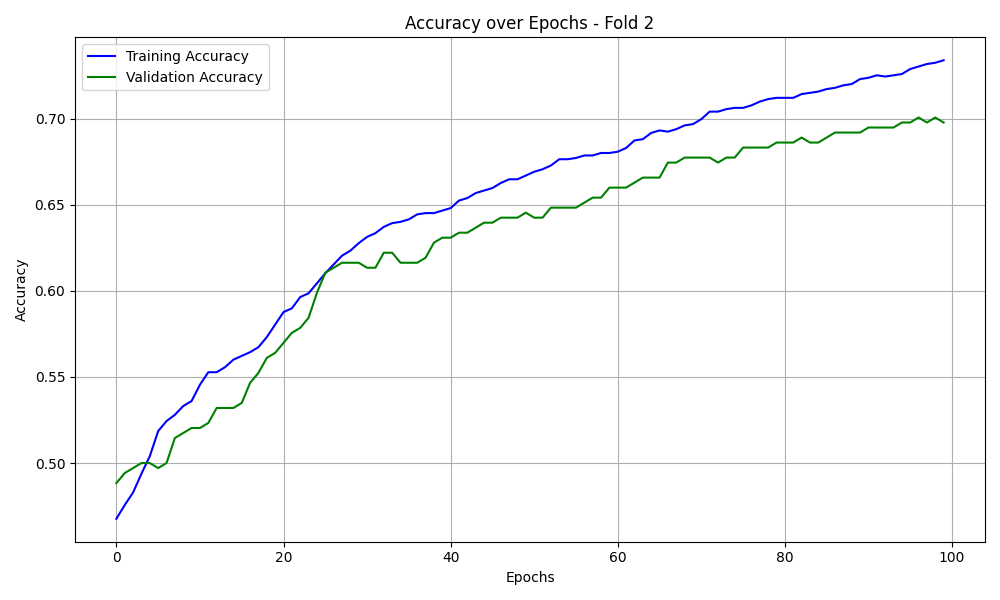 Accuracy over Epochs - Fold 2
Training Accuracy
Validation Accuracy
Accuracy
0.70
0.65
0.60
0.55
0.50
0 20 40 60 80 100
Epochs